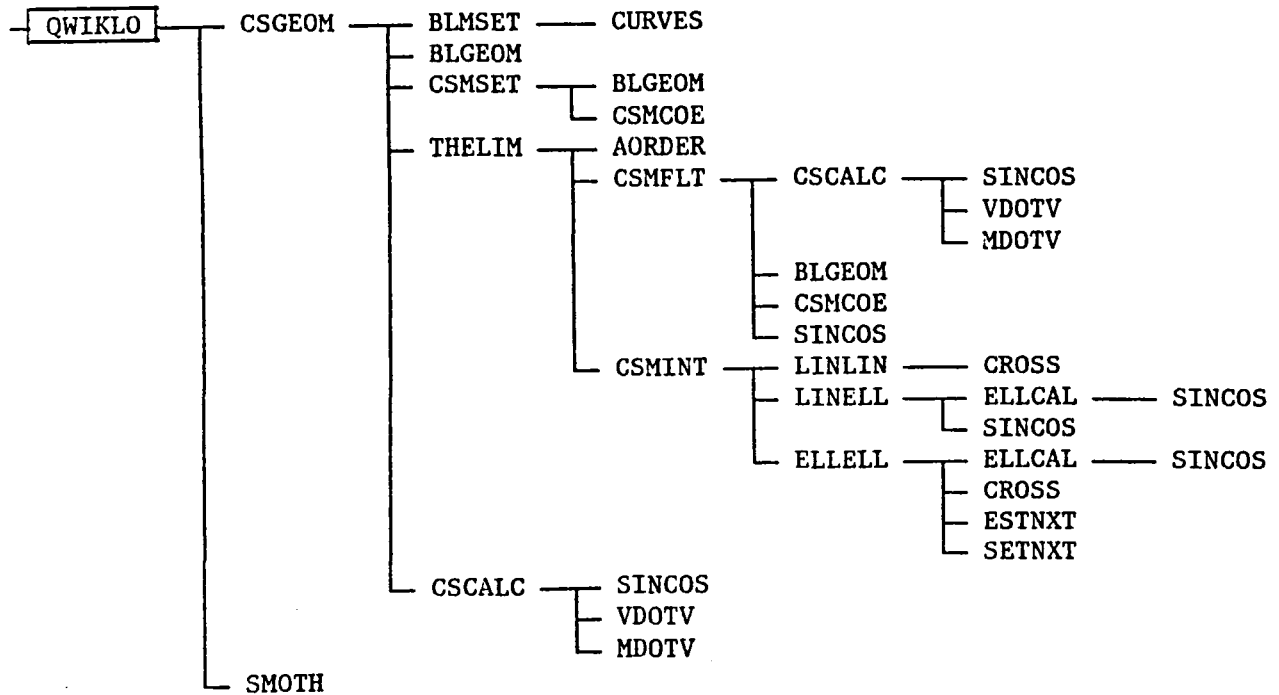 QWIKLO CSGEOM BLMSET CURVES
BLGEOM
CSMSET BLGEOM
CSMCOE
THELIM AORDER
CSMFLT CSCALC SINCOS
VDOTV
MDOTV
BLGEOM
CSMCOE
SINCOS
CSMINT LINLIN CROSS
LINELL ELLCAL SINCOS
SINCOS
ELLELL ELLCAL SINCOS
CROSS
ESTNXT
SETNXT
CSCALC SINCOS
VDOTV
MDOTV
SMOTH